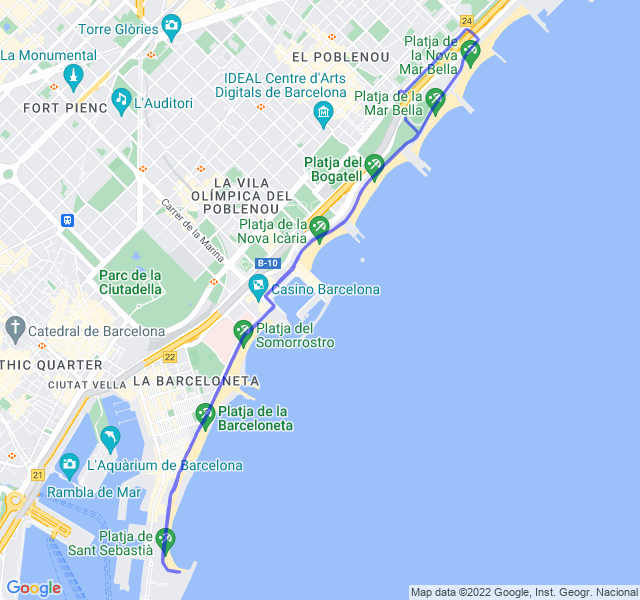 24
Torre Glòries
Platja de
la Nova
Mar Bella
La Monumental
EL POBLENOU
IDEAL Centre d'Arts
Digitals de Barcelona
Platja de la
Mar Bella
FORT PIENC
L'Auditori
Platja del
Bogatell
LA VILA
OLÍMPICA DEL
POBLENOU
Carrer de la Marina
Platja de la
Nova Icària
B-10
Parc de la
Ciutadella
Casino Barcelona
Catedral de Barcelona
Platja del
Somorrostro
22
THIC QUARTER
CIUTAT VELLA
LA BARCELONETA
Platja de la
Barceloneta
L'Aquàrium de Barcelona
21
Rambla de Mar
Platja de
Sant Sebastià
Google
Map data ©2022 Google, Inst. Geogr. Nacional